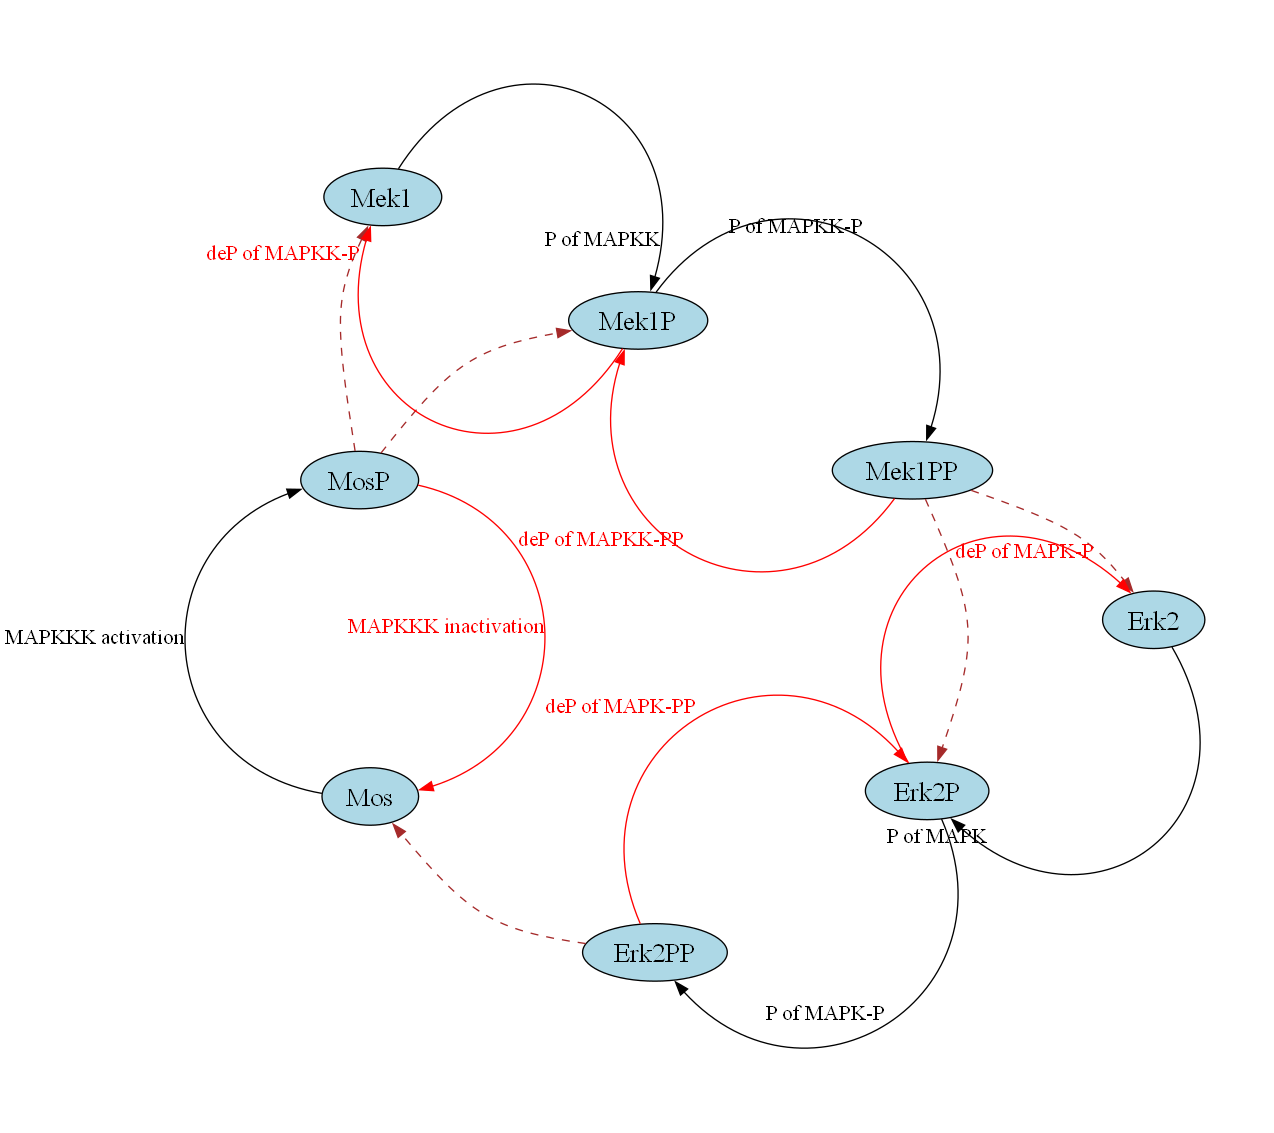 Mek1
P of MAPKK-P
P of MAPKK
deP of MAPKK-P
Mek1P
Mek1PP
MosP
deP of MAPKK-PP
deP of MAPK-P
Erk2
MAPKKK inactivation
MAPKKK activation
deP of MAPK-PP
Erk2P
Mos
P of MAPK
Erk2PP
P of MAPK-P